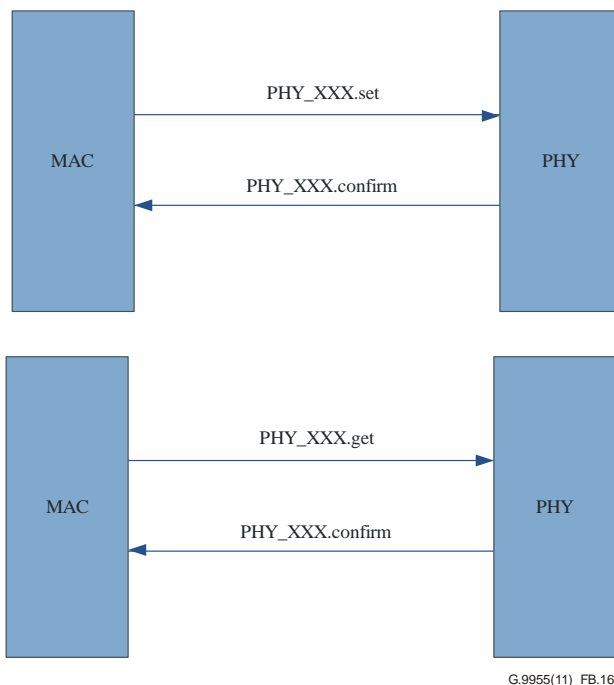 PHY_XXX.set
MAC
PHY
PHY_XXX.confirm
PHY_XXX.get
MAC
PHY
PHY_XXX.confirm
G.9955(11)_FB.16